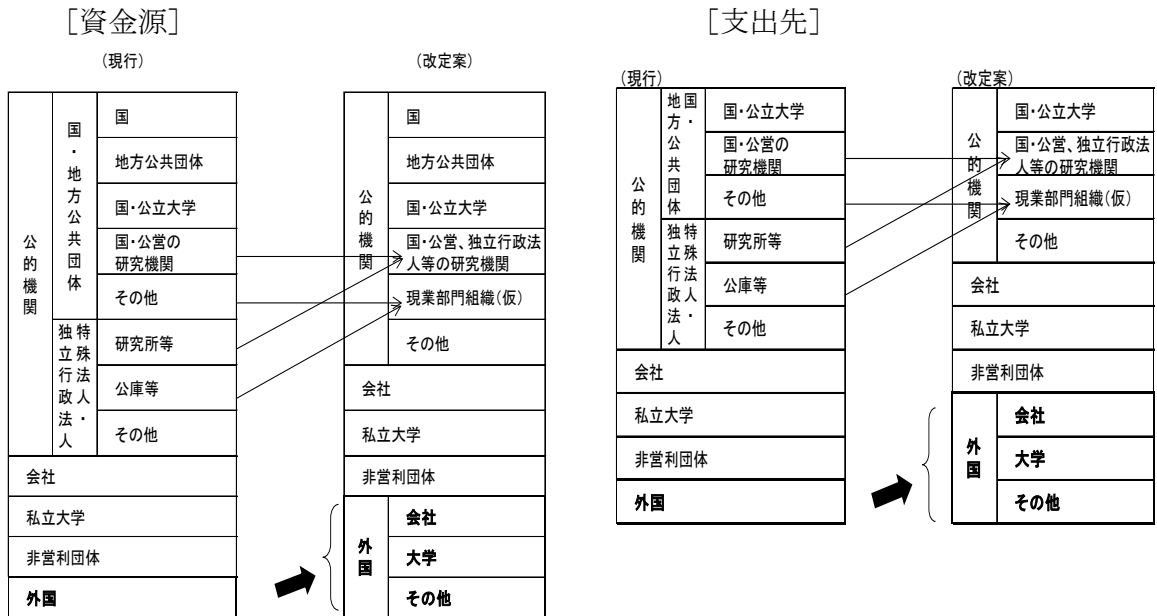 ［資金源］
（現行）
公的機関
国・地方公共団体
国
地方公共団体
国・公立大学
国・公営の
研究機関
その他
特殊法人・
独立行政法人
研究所等
公庫等
その他
会社
私立大学
非営利団体
外国
（改定案）
公的機関
国
地方公共団体
国・公立大学
国・公営、独立行政法
人等の研究機関
現業部門組織（仮）
その他
会社
私立大学
非営利団体
外国
会社
大学
その他
［支出先］
（現行）
公的機関
国・
地方公共団体
国・公立大学
国・公営の
研究機関
その他
特殊法人・
独立行政法人
研究所等
公庫等
その他
会社
私立大学
非営利団体
外国
（改定案）
公的機関
国・公立大学
国・公営、独立行政法
人等の研究機関
現業部門組織（仮）
その他
会社
私立大学
非営利団体
外国
会社
大学
その他